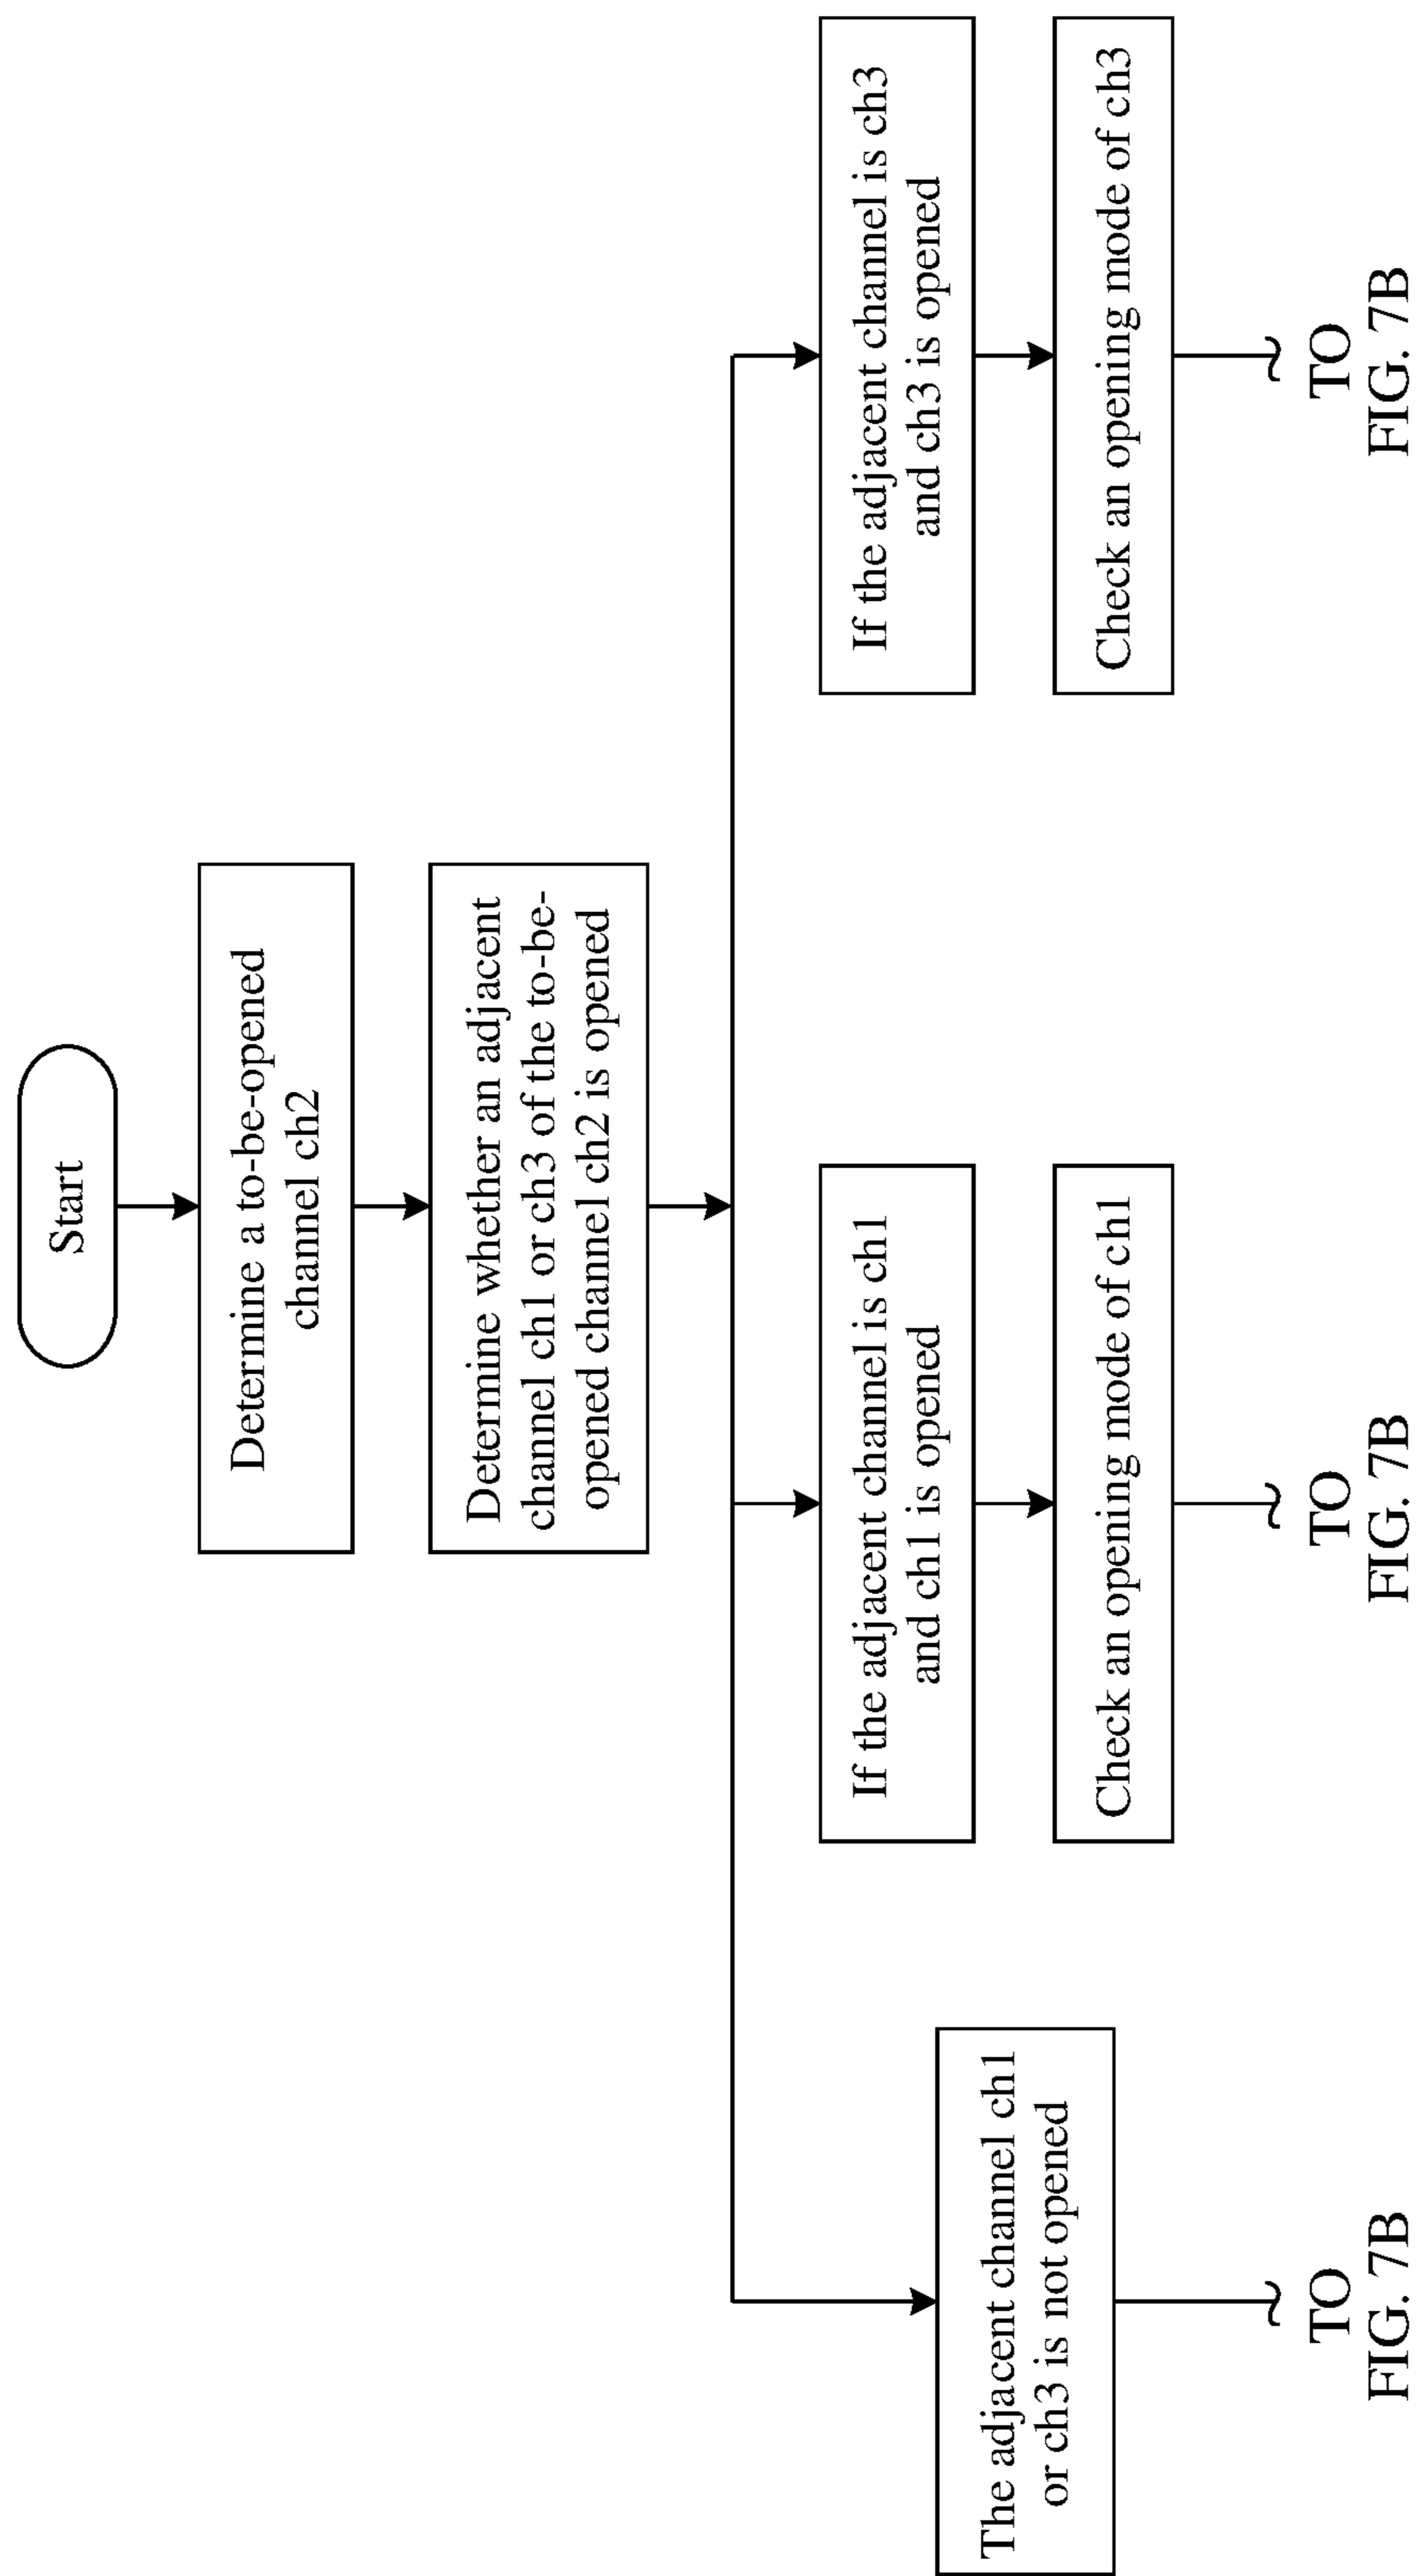 Start
Determine a to-be-opened
channel ch2
Determine whether an adjacent
channel ch1 or ch3 of the to-be-
opened channel ch2 is opened
The adjacent channel ch1
or ch3 is not opened
TO
FIG. 7B
If the adjacent channel is ch1
and ch1 is opened
Check an opening mode of ch1
TO
FIG. 7B
If the adjacent channel is ch3
and ch3 is opened
Check an opening mode of ch3
TO
FIG. 7B